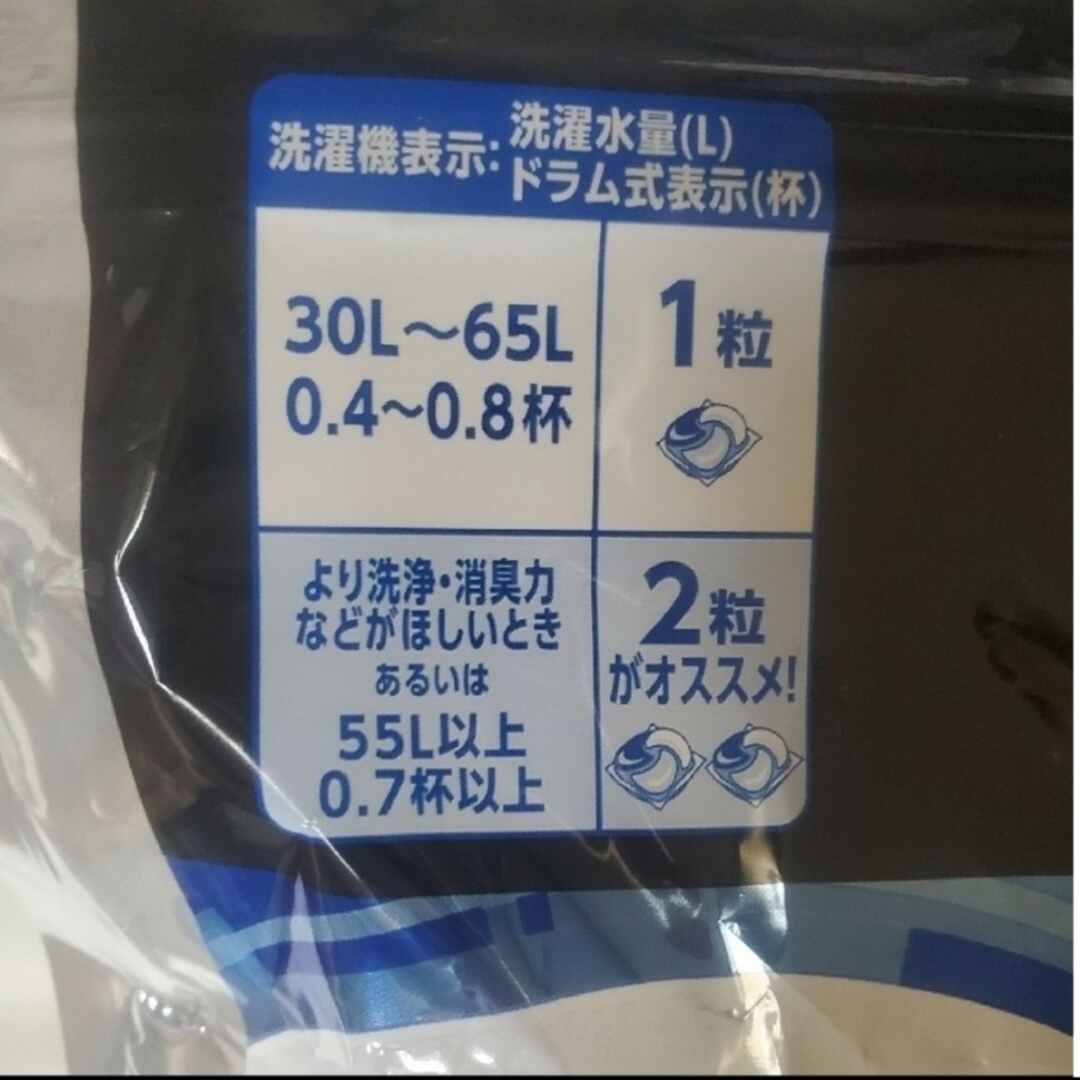 洗濯機表示:
洗濯水量(L)
ドラム式表示(杯)
30L～65L
0.4～0.8杯
1粒
より洗浄・消臭力
などがほしいとき
あるいは
55L以上
0.7杯以上
2粒
がオススメ!